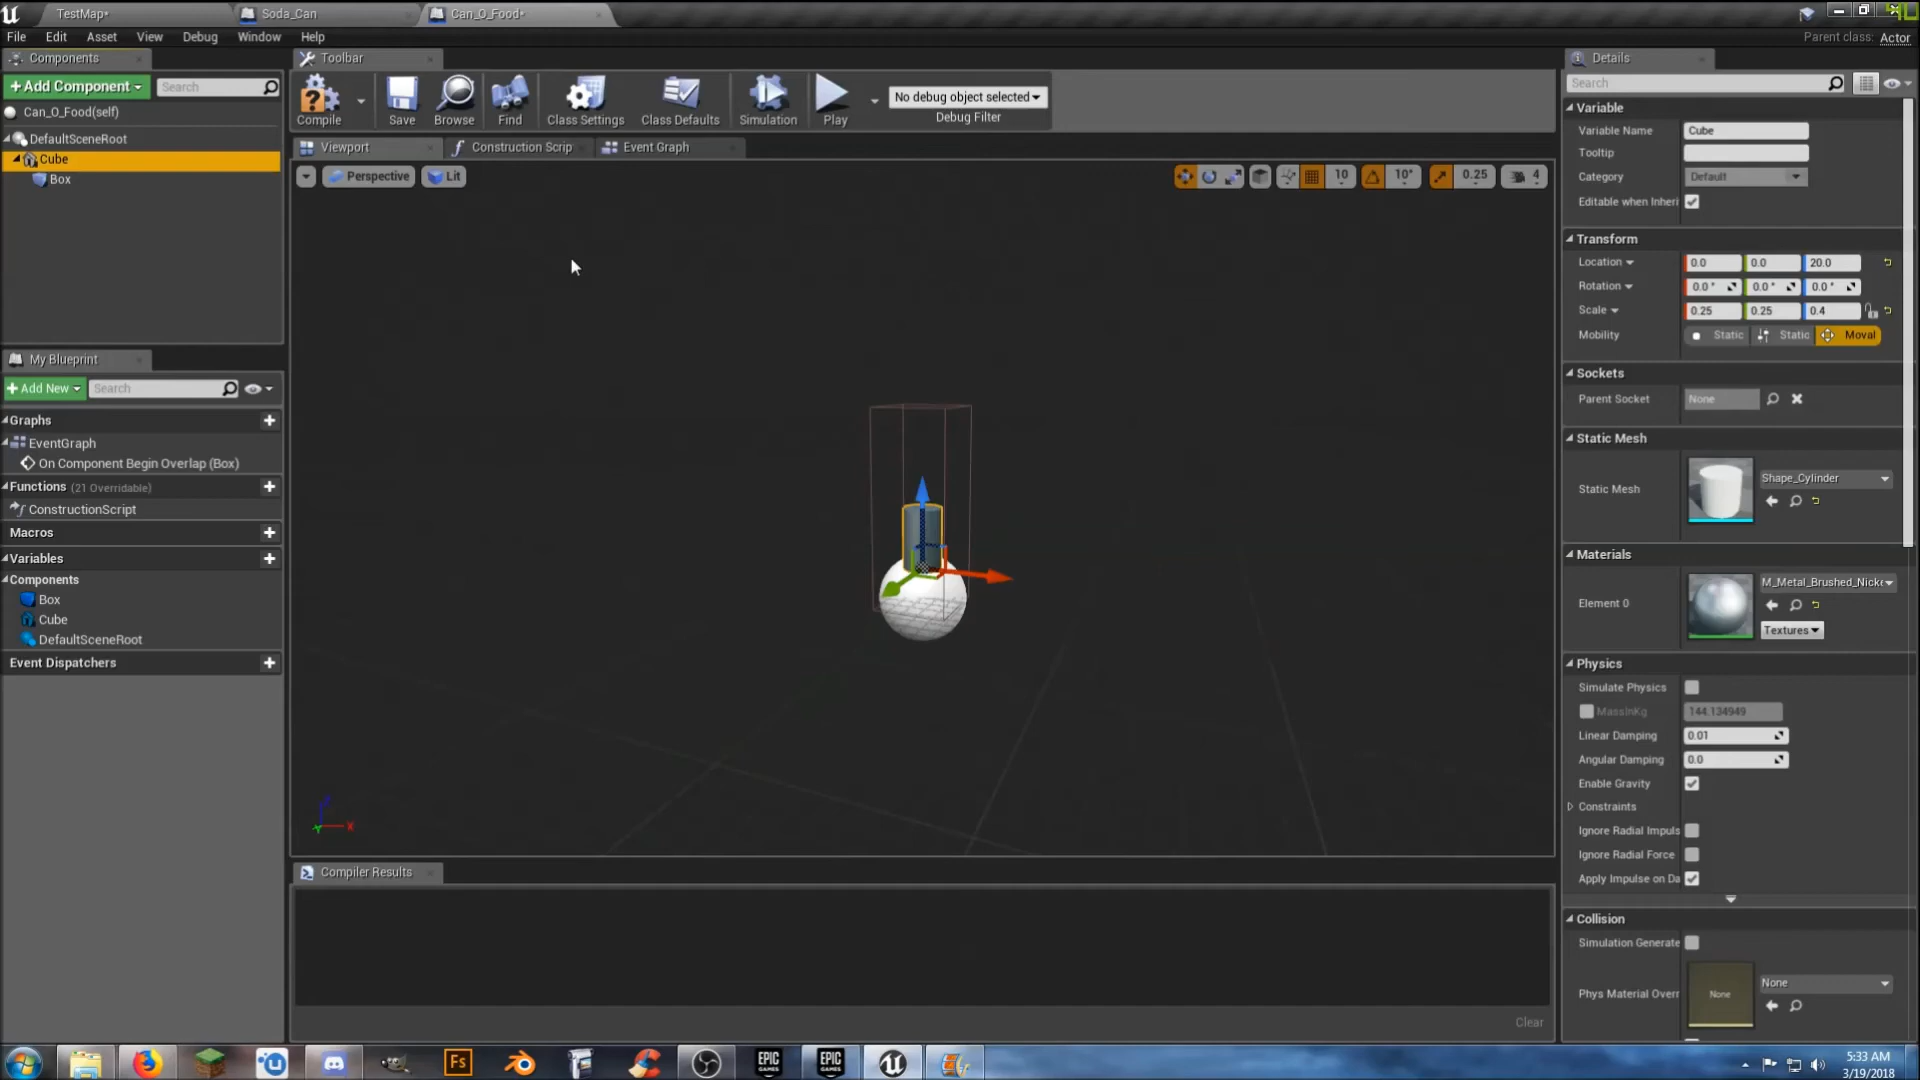 TestMap*
Soda_Can
Can_O_Food*
File Edit Asset View Debug Window Help
Parent class: Actor
Components
Toolbar
Details
+ Add Component
Search
Search
Compile
Save
Browse
Find
Class Settings
Class Defaults
Simulation
Play
No debug object selected
Debug Filter
Can_O_Food(self)
DefaultSceneRoot
Cube
Box
Viewport
Construction Scrip
Event Graph
Perspective
Lit
10
10°
0.25
4
Variable
Variable Name Cube
Tooltip
Category Default
Editable when Inheri
Transform
Location 0.0 0.0 20.0
Rotation 0.0 ° 0.0 ° 0.0 °
Scale 0.25 0.25 0.4
Mobility Static Static Moval
Sockets
Parent Socket None
Static Mesh
Static Mesh Shape_Cylinder
Materials
Element 0 M_Metal_Brushed_Nicke
Textures
Physics
Simulate Physics
MassInKg 144.134949
Linear Damping 0.01
Angular Damping 0.0
Enable Gravity
Constraints
Ignore Radial Impuls
Ignore Radial Force
Apply Impulse on Da
Collision
Simulation Generate
Phys Material Overr None None
My Blueprint
+ Add New Search
Graphs
EventGraph
On Component Begin Overlap (Box)
Functions (21 Overridable)
ConstructionScript
Macros
Variables
Components
Box
Cube
DefaultSceneRoot
Event Dispatchers
Z
X
Y
Compiler Results
Clear
Fs
EPIC GAMES
EPIC GAMES
5:33 AM
3/19/2018